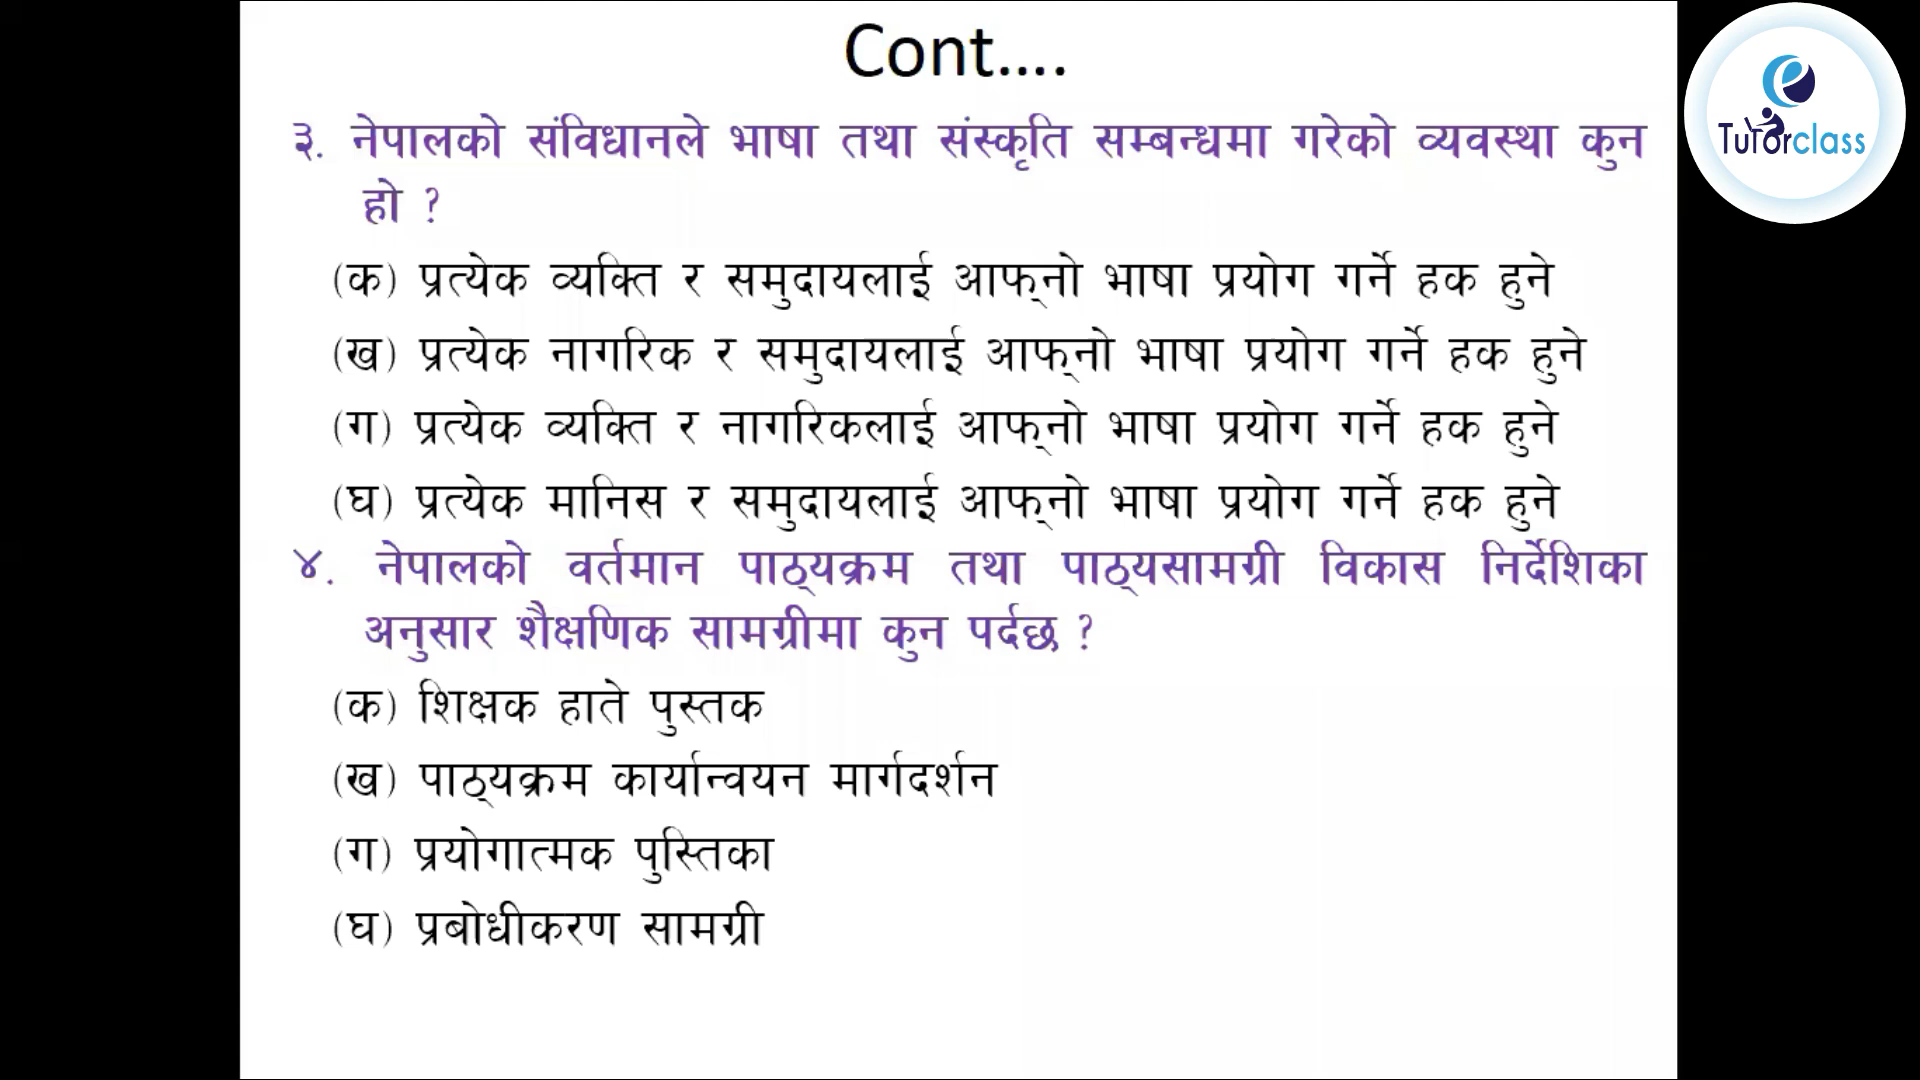 Cont....
३. नेपालको संविधानले भाषा तथा संस्कृति सम्बन्धमा गरेको व्यवस्था कुन
हो ?
(क) प्रत्येक व्यक्ति र समुदायलाई आफ्‌नो भाषा प्रयोग गर्ने हक हुने
(ख) प्रत्येक नागरिक र समुदायलाई आफ्‌नो भाषा प्रयोग गर्ने हक हुने
(ग) प्रत्येक व्यक्ति र नागरिकलाई आफ्‌नो भाषा प्रयोग गर्ने हक हुने
(घ) प्रत्येक मानिस र समुदायलाई आफ्‌नो भाषा प्रयोग गर्ने हक हुने
४. नेपालको वर्तमान पाठ्यक्रम तथा पाठ्यसामग्री विकास निर्देशिका
अनुसार शैक्षणिक सामग्रीमा कुन पर्दछ ?
(क) शिक्षक हाते पुस्तक
(ख) पाठ्यक्रम कार्यान्वयन मार्गदर्शन
(ग) प्रयोगात्मक पुस्तिका
(घ) प्रबोधीकरण सामग्री
e
Tutorclass